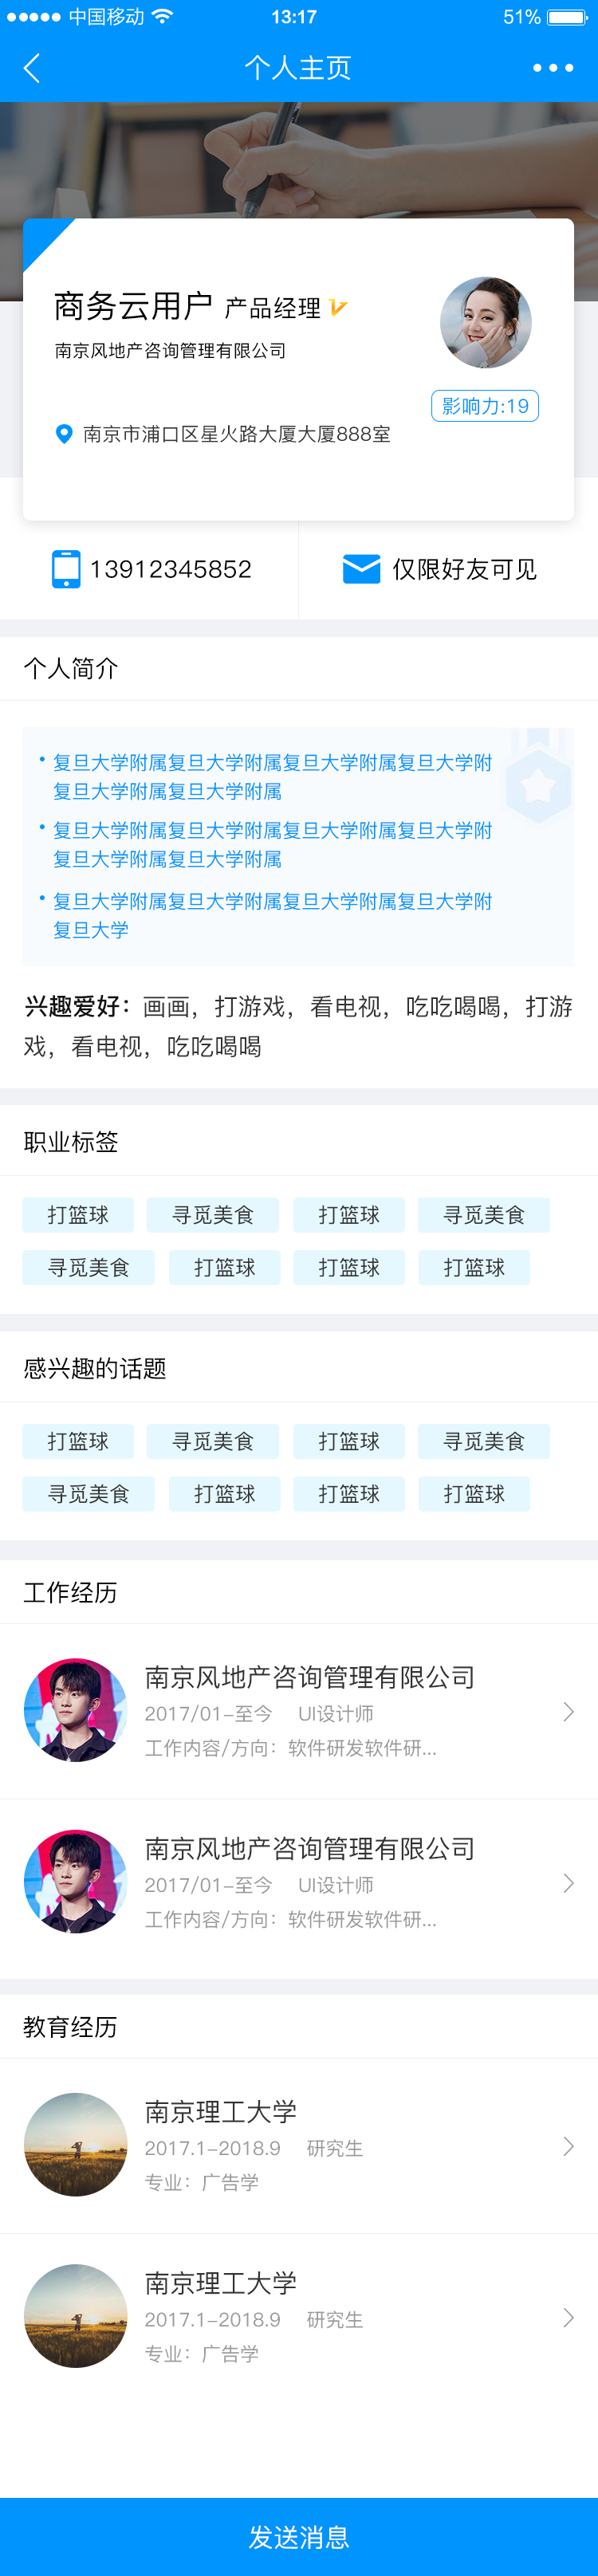 中国移动 13:17 51%
个人主页
商务云用户 产品经理
南京风地产咨询管理有限公司
影响力:19
南京市浦口区星火路大厦大厦888室
13912345852 仅限好友可见
个人简介
复旦大学附属复旦大学附属复旦大学附属复旦大学附
复旦大学附属复旦大学附属
复旦大学附属复旦大学附属复旦大学附属复旦大学附
复旦大学附属复旦大学附属
复旦大学附属复旦大学附属复旦大学附属复旦大学附
复旦大学
兴趣爱好：画画，打游戏，看电视，吃吃喝喝，打游
戏，看电视，吃吃喝喝
职业标签
打篮球 寻觅美食 打篮球 寻觅美食
寻觅美食 打篮球 打篮球 打篮球
感兴趣的话题
打篮球 寻觅美食 打篮球 寻觅美食
寻觅美食 打篮球 打篮球 打篮球
工作经历
南京风地产咨询管理有限公司
2017/01-至今 UI设计师
工作内容/方向：软件研发软件研...
南京风地产咨询管理有限公司
2017/01-至今 UI设计师
工作内容/方向：软件研发软件研...
教育经历
南京理工大学
2017.1-2018.9 研究生
专业：广告学
南京理工大学
2017.1-2018.9 研究生
专业：广告学
发送消息